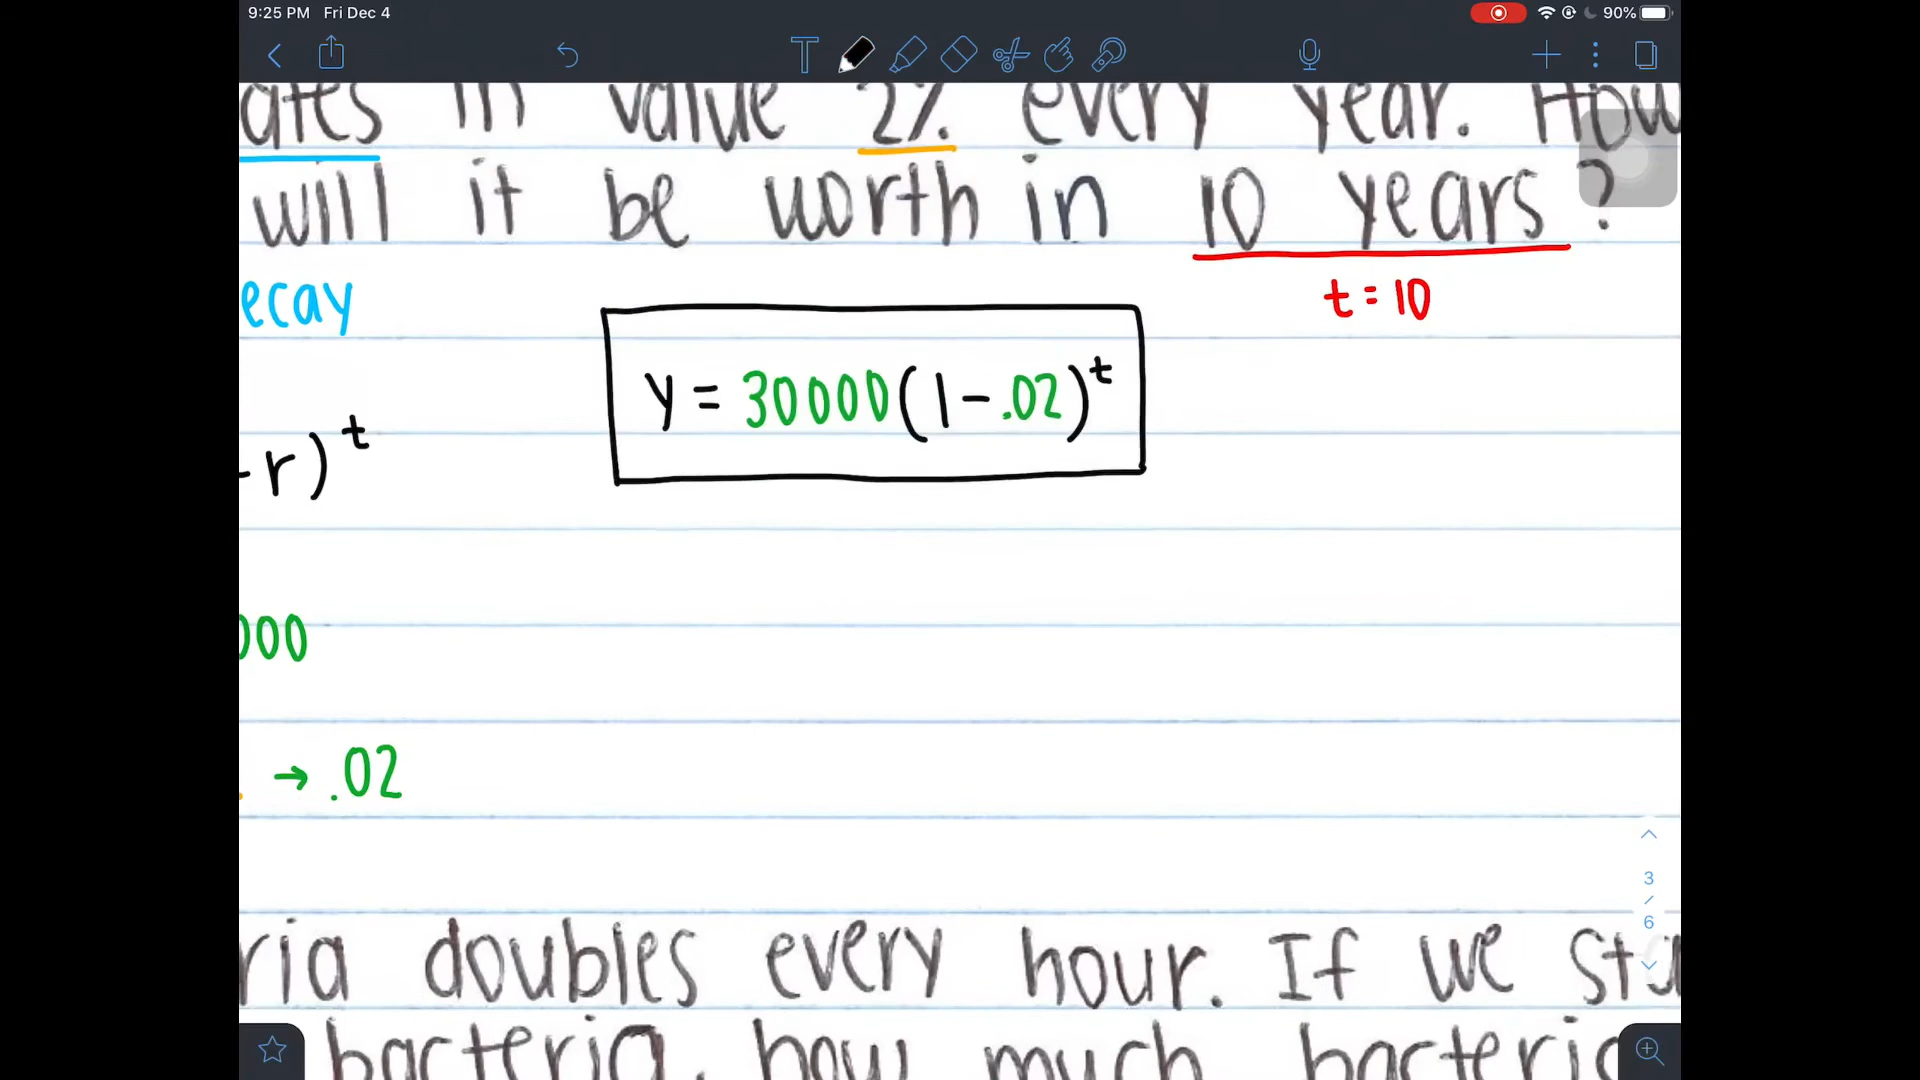 9:25 PM Fri Dec 4
90%
ates in value 2% every year. How
will it be worth in 10 years?
ecay
t = 10
y = 30000(1 - .02)^t
- r)^t
000
→ .02
3
/
6
ria doubles every hour. If we sta
bacteria, how much bacteria